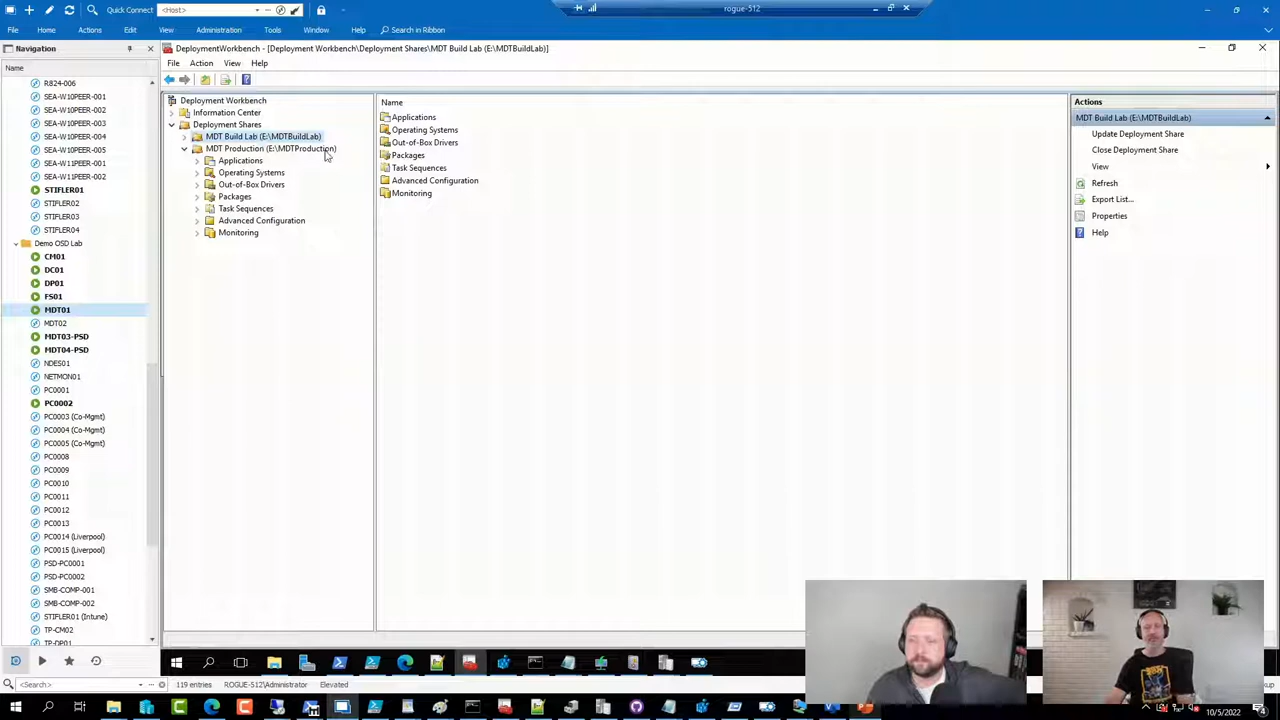 Quick Connect
<Host>
rogue-512
File
Home
Actions
Edit
View
Administration
Tools
Window
Help
Search in Ribbon
Navigation
Name
R824-006
SEA-W10PEER-001
SEA-W10PEER-002
SEA-W10PEER-003
SEA-W10PEER-004
SEA-W10PEER-005
SEA-W11PEER-001
SEA-W11PEER-002
STIFLER01
STIFLER02
STIFLER03
STIFLER04
Demo OSD Lab
CM01
DC01
DP01
FS01
MDT01
MDT02
MDT03-PSD
MDT04-PSD
NDES01
NETMON01
PC0001
PC0002
PC0003 (Co-Mgmt)
PC0004 (Co-Mgmt)
PC0005 (Co-Mgmt)
PC0008
PC0009
PC0010
PC0011
PC0012
PC0013
PC0014 (Liverpool)
PC0015 (Liverpool)
PSD-PC0001
PSD-PC0002
SMB-COMP-001
SMB-COMP-002
STIFLER01 (Intune)
TP-CM02
TP-DP01
DeploymentWorkbench - [Deployment Workbench\Deployment Shares\MDT Build Lab (E:\MDTBuildLab)]
File
Action
View
Help
Deployment Workbench
Information Center
Deployment Shares
MDT Build Lab (E:\MDTBuildLab)
MDT Production (E:\MDTProduction)
Applications
Operating Systems
Out-of-Box Drivers
Packages
Task Sequences
Advanced Configuration
Monitoring
Name
Applications
Operating Systems
Out-of-Box Drivers
Packages
Task Sequences
Advanced Configuration
Monitoring
Actions
MDT Build Lab (E:\MDTBuildLab)
Update Deployment Share
Close Deployment Share
View
Refresh
Export List...
Properties
Help
<Search>
119 entries
ROGUE-512\Administrator
Elevated
10/5/2022